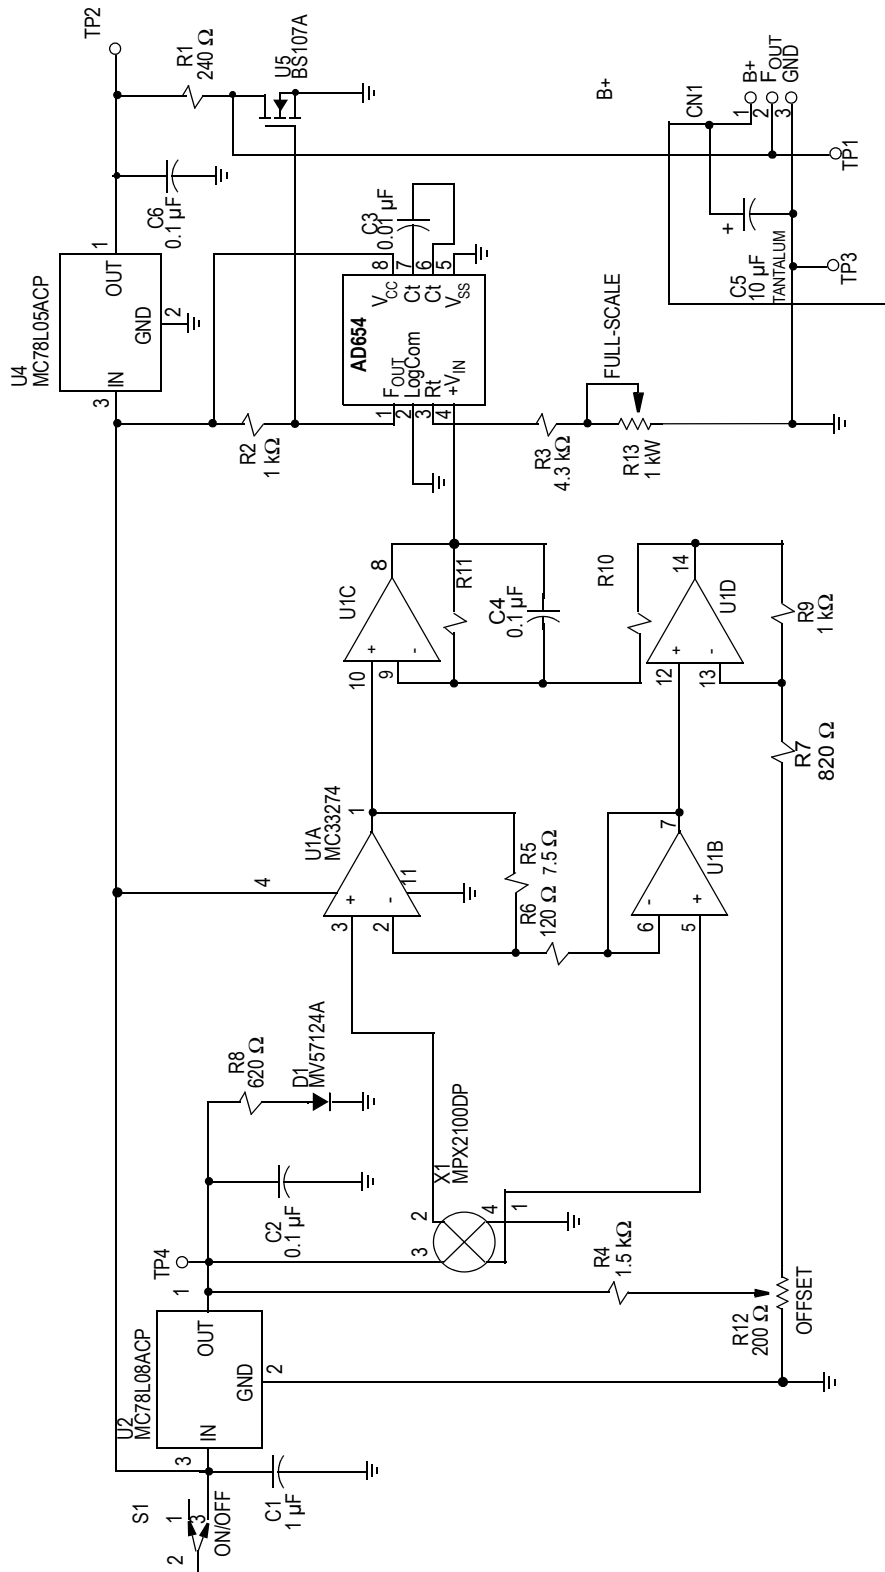 S1
1
2
3
ON/OFF
C1
1 µF
U2
MC78L08ACP
3
IN
OUT
1
GND
2
TP4
C2
0.1 µF
R8
620 Ω
D1
MV57124A
X1
MPX2100DP
3
2
4
1
R4
1.5 kΩ
R12
200 Ω
OFFSET
U1A
MC33274
4
3
+
2
-
11
1
R5
7.5 Ω
R6
120 Ω
U1B
6
-
5
+
7
R7
820 Ω
U1C
10
+
9
-
8
R11
C4
0.1 µF
R10
U1D
12
+
13
-
14
R9
1 kΩ
U4
MC78L05ACP
3
IN
OUT
1
GND
2
C6
0.1 µF
TP2
R1
240 Ω
U5
BS107A
R2
1 kΩ
AD654
1
FOUT
2
LogCom
3
Rt
4
+VIN
8
VCC
7
Ct
6
Ct
5
VSS
C3
0.01 µF
R3
4.3 kΩ
R13
1 kW
FULL-SCALE
C5
+
10 µF
TANTALUM
TP3
TP1
B+
CN1
1
B+
2
FOUT
3
GND